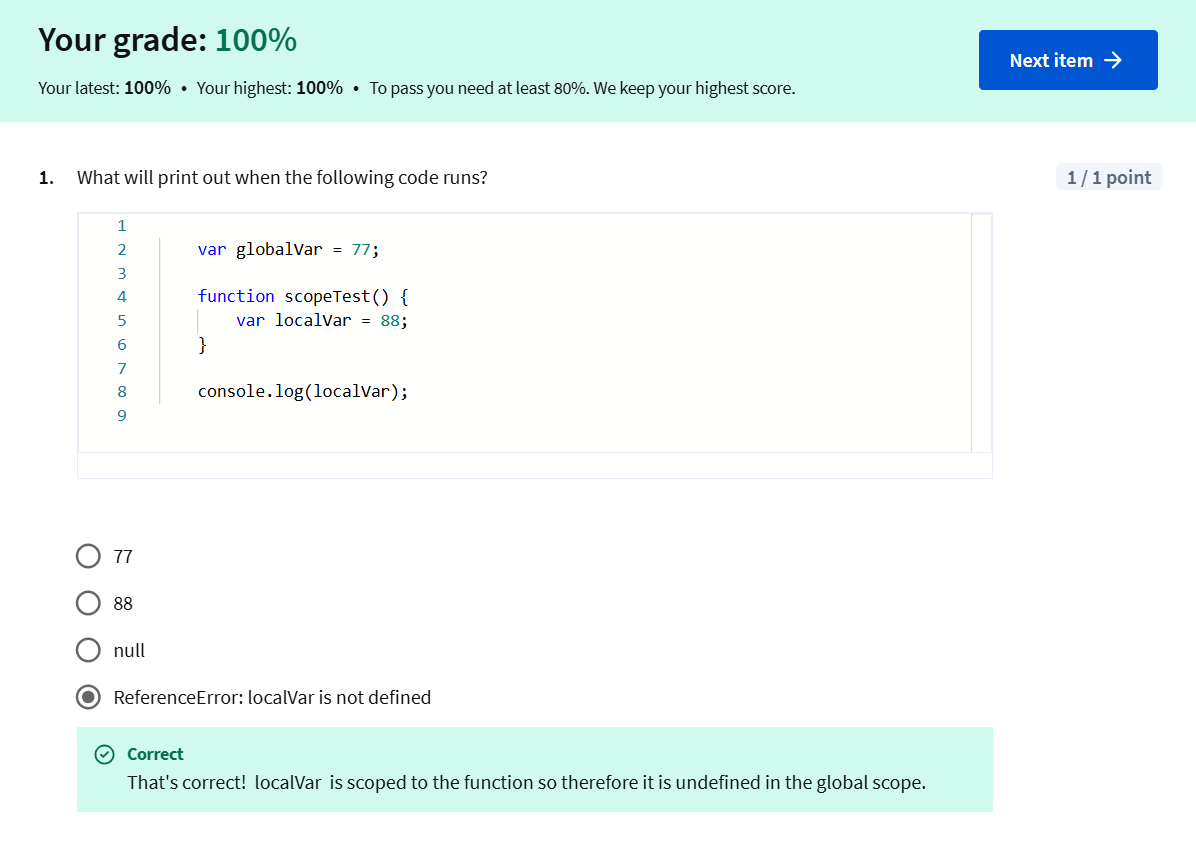 Your grade: 100%
Next item →
Your latest: 100% • Your highest: 100% • To pass you need at least 80%. We keep your highest score.
1. What will print out when the following code runs?
1 / 1 point
1
2 var globalVar = 77;
3
4 function scopeTest() {
5 var localVar = 88;
6 }
7
8 console.log(localVar);
9
77
88
null
ReferenceError: localVar is not defined
Correct
That's correct! localVar is scoped to the function so therefore it is undefined in the global scope.